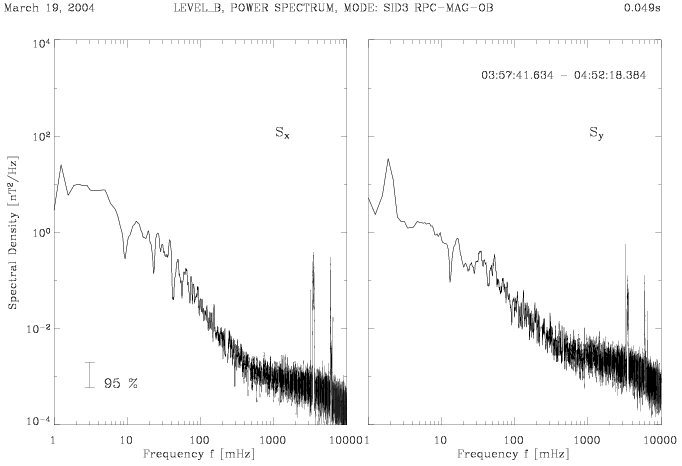 March 19, 2004 LEVEL_B, POWER SPECTRUM, MODE: SID3 RPC-MAG-OB 0.049s
03:57:41.634 - 04:52:18.384
Spectral Density [nT²/Hz]
10⁴
10²
10⁰
10⁻²
10⁻⁴
Sx
Sy
95 %
1 10 100 1000 10000
1 10 100 1000 10000
Frequency f [mHz] Frequency f [mHz]